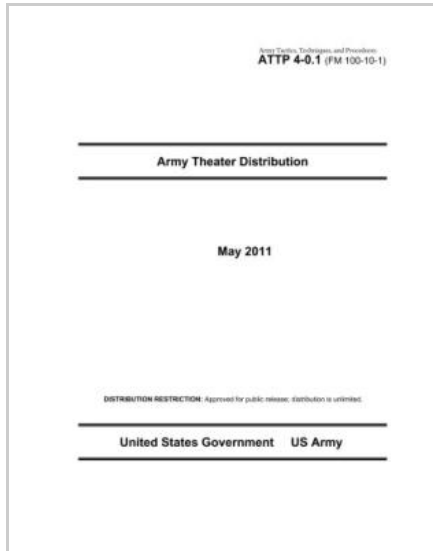 Army Tactics, Techniques, and Procedures
ATTP 4-0.1 (FM 100-10-1)
Army Theater Distribution
May 2011
DISTRIBUTION RESTRICTION: Approved for public release; distribution is unlimited.
United States Government US Army